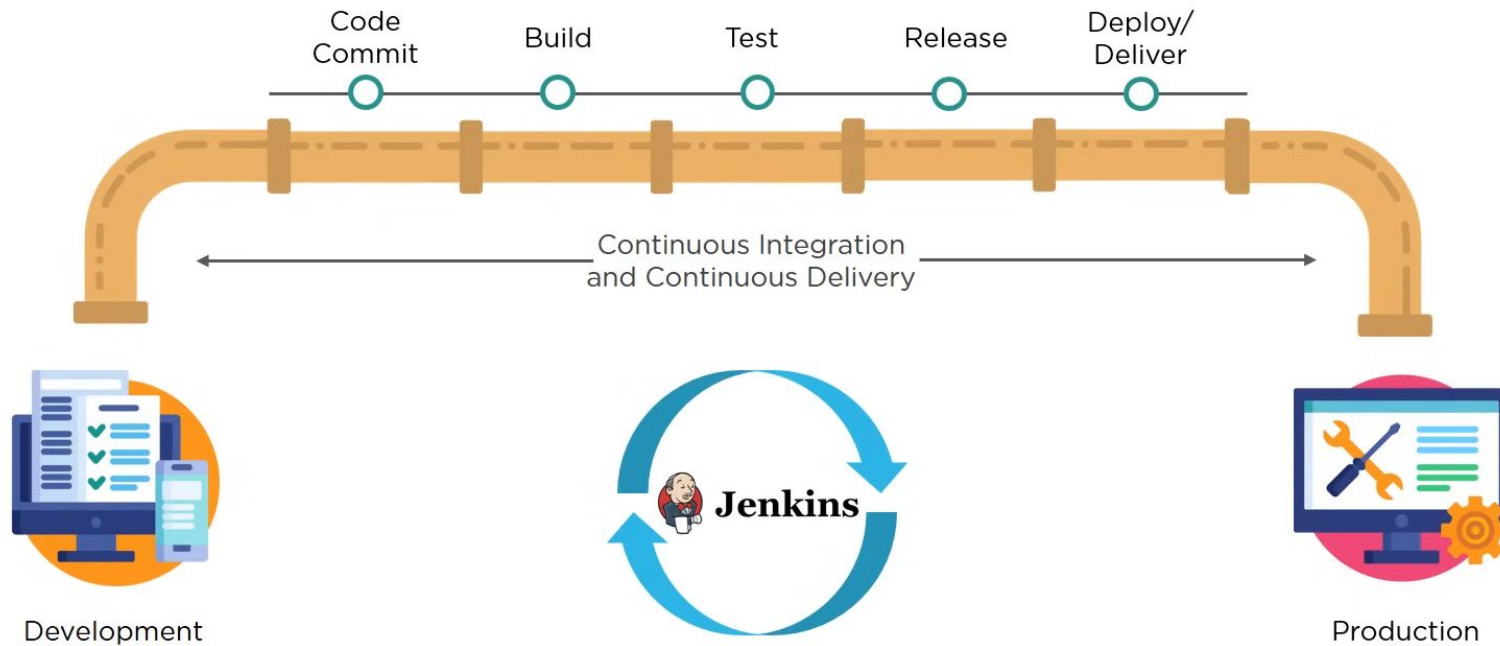 Code
Commit
Build
Test
Release
Deploy/
Deliver
Continuous Integration
and Continuous Delivery
Jenkins
Development
Production